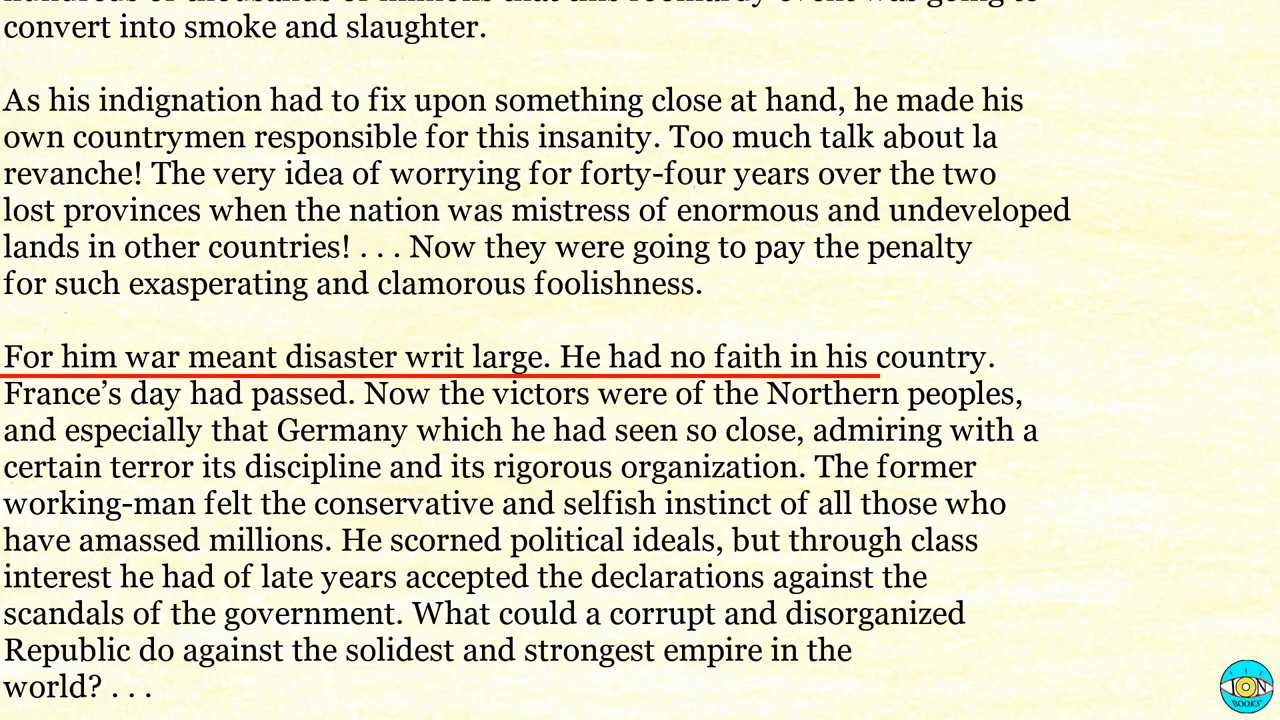 convert into smoke and slaughter.
As his indignation had to fix upon something close at hand, he made his
own countrymen responsible for this insanity. Too much talk about la
revanche! The very idea of worrying for forty-four years over the two
lost provinces when the nation was mistress of enormous and undeveloped
lands in other countries! . . . Now they were going to pay the penalty
for such exasperating and clamorous foolishness.
For him war meant disaster writ large. He had no faith in his country.
France’s day had passed. Now the victors were of the Northern peoples,
and especially that Germany which he had seen so close, admiring with a
certain terror its discipline and its rigorous organization. The former
working-man felt the conservative and selfish instinct of all those who
have amassed millions. He scorned political ideals, but through class
interest he had of late years accepted the declarations against the
scandals of the government. What could a corrupt and disorganized
Republic do against the solidest and strongest empire in the
world? . . .
ION
BOOKS